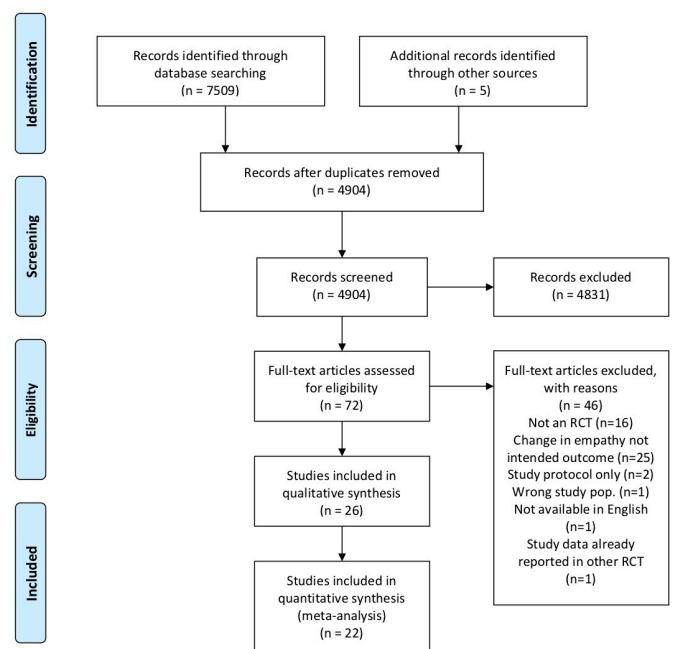 Identification
Records identified through
database searching
(n = 7509)
Additional records identified
through other sources
(n = 5)
Records after duplicates removed
(n = 4904)
Screening
Records screened
(n = 4904)
Records excluded
(n = 4831)
Eligibility
Full-text articles assessed
for eligibility
(n = 72)
Full-text articles excluded,
with reasons
(n = 46)
Not an RCT (n=16)
Change in empathy not
intended outcome (n=25)
Study protocol only (n=2)
Wrong study pop. (n=1)
Not available in English
(n=1)
Study data already
reported in other RCT
(n=1)
Studies included in
qualitative synthesis
(n = 26)
Included
Studies included in
quantitative synthesis
(meta-analysis)
(n = 22)